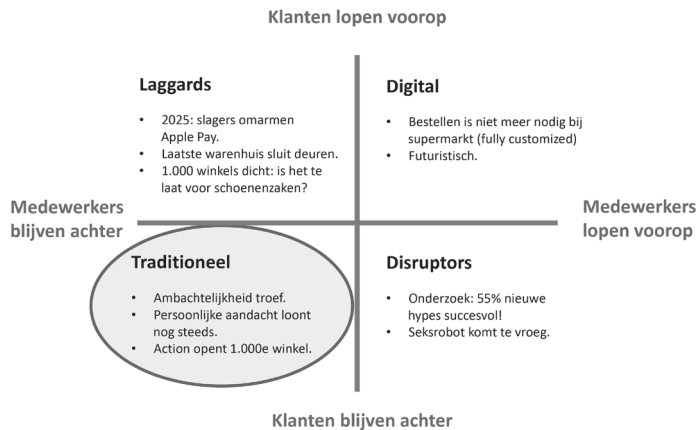 Klanten lopen voorop
Laggards
• 2025: slagers omarmen
Apple Pay.
• Laatste warenhuis sluit deuren.
• 1.000 winkels dicht: is het te
laat voor schoenenzaken?
Digital
• Bestellen is niet meer nodig bij
supermarkt (fully customized)
• Futuristisch.
Medewerkers
blijven achter
Medewerkers
lopen voorop
Traditioneel
• Ambachtelijkheid troef.
• Persoonlijke aandacht loont
nog steeds.
• Action opent 1.000e winkel.
Disruptors
• Onderzoek: 55% nieuwe
hypes succesvol!
• Seksrobot komt te vroeg.
Klanten blijven achter